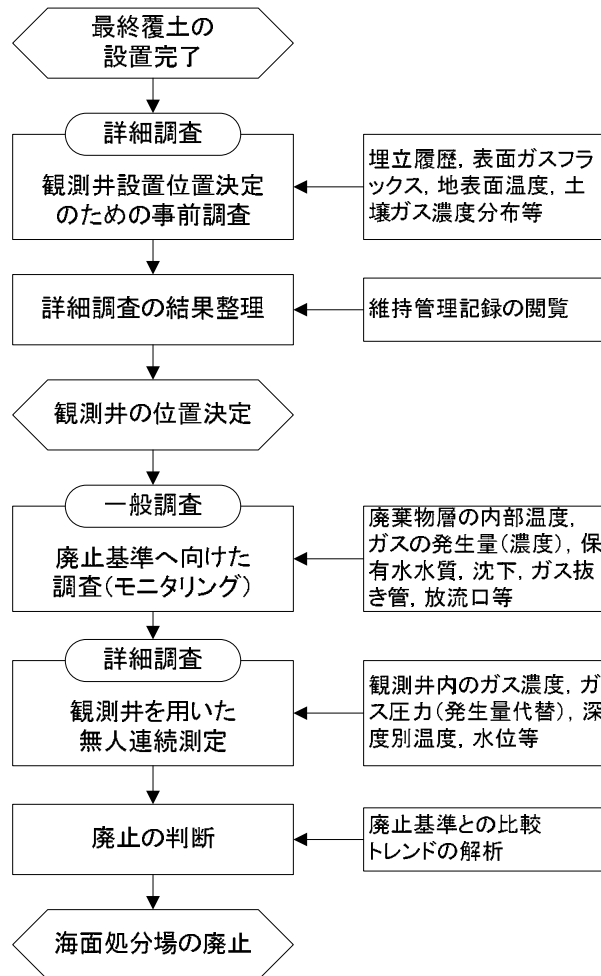 最終覆土の
設置完了
詳細調査
観測井設置位置決定
のための事前調査
埋立履歴, 表面ガスフラ
ックス, 地表面温度, 土
壌ガス濃度分布等
詳細調査の結果整理
維持管理記録の閲覧
観測井の位置決定
一般調査
廃止基準へ向けた
調査(モニタリング)
廃棄物層の内部温度,
ガスの発生量(濃度), 保
有水水質, 沈下, ガス抜
き管, 放流口等
詳細調査
観測井を用いた
無人連続測定
観測井内のガス濃度, ガ
ス圧力(発生量代替), 深
度別温度, 水位等
廃止の判断
廃止基準との比較
トレンドの解析
海面処分場の廃止